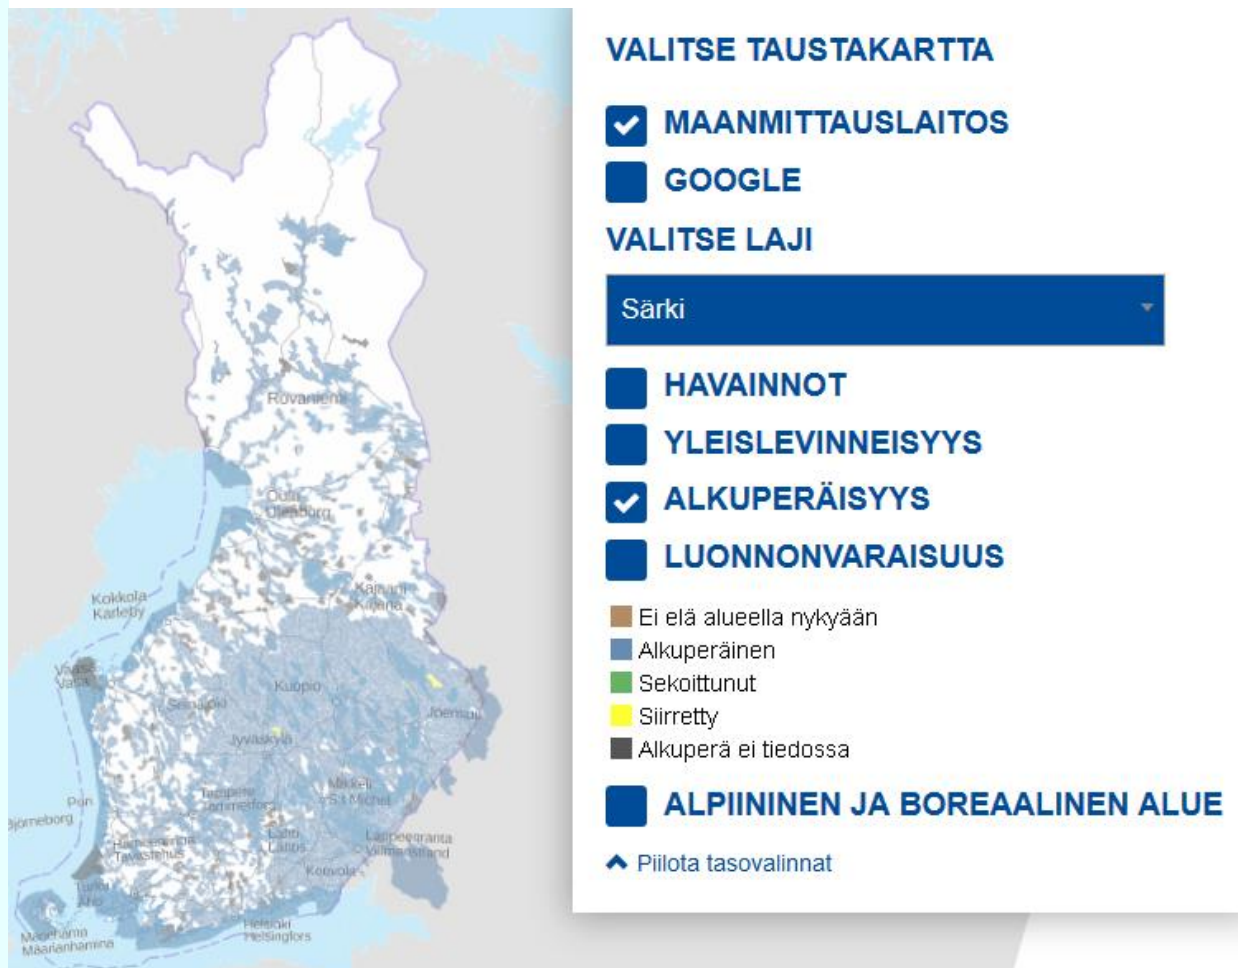 VALITSE TAUSTAKARTTA
MAANMITTAUSLAITOS
GOOGLE
VALITSE LAJI
Särki
HAVAINNOT
YLEISLEVINNEISYYS
ALKUPERÄISYYS
LUONNONVARAISUUS
Ei elä alueella nykyään
Alkuperäinen
Sekoittunut
Siirretty
Alkuperä ei tiedossa
ALPIININEN JA BOREAALINEN ALUE
Piilota tasovalinnat
Rovaniemi
Oulu
Uleåborg
Kajaani
Kajana
Kokkola
Karleby
Vaasa
Vasa
Kuopio
Seinäjoki
Joensuu
Jyväskylä
Mikkeli
S:t Michel
Tampere
Tammerfors
Pori
Björneborg
Hämeenlinna
Tavastehus
Lahti
Lahtis
Lappeenranta
Villmanstrand
Kouvola
Turku
Åbo
Helsinki
Helsingfors
Mariehamn
Maarianhamina